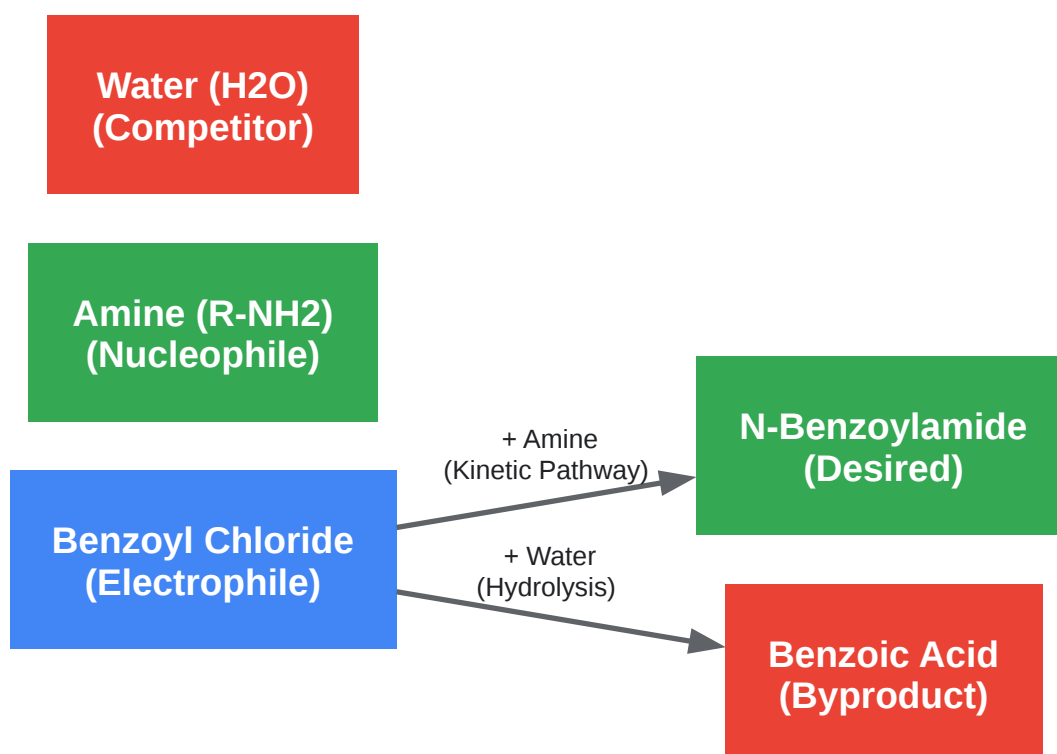 Water (H2O)
(Competitor)
Amine (R-NH2)
(Nucleophile)
Benzoyl Chloride
(Electrophile)
+ Amine
(Kinetic Pathway)
+ Water
(Hydrolysis)
N-Benzoylamide
(Desired)
Benzoic Acid
(Byproduct)